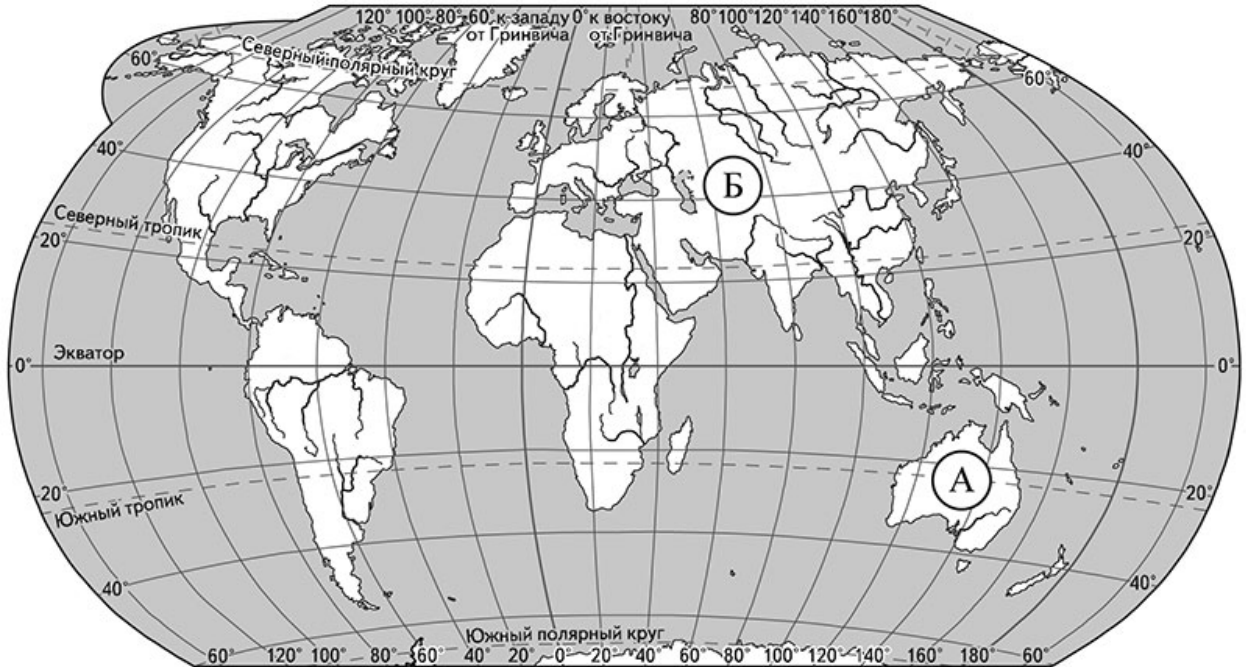 120° 100° 80° 60° к западу 0° к востоку 80° 100° 120° 140° 160° 180°
от Гринвича от Гринвича
Северный полярный круг
60° 60°
40° 40°
Б
Северный тропик
20° 20°
Экватор
0° 0°
А
20° 20°
Южный тропик
40° 40°
Южный полярный круг
60° 120° 100° 80° 60° 40° 20° 0° 20° 40° 60° 80° 100° 120° 140° 160° 180° 60°